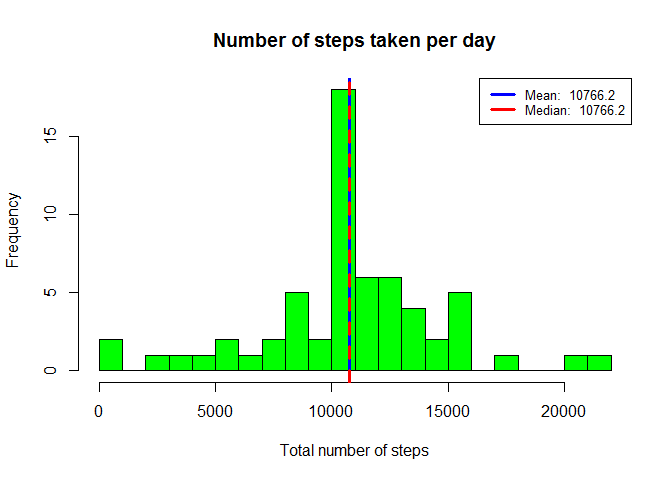 Number of steps taken per day
Mean: 10766.2
Median: 10766.2
Frequency
15
10
5
0
0 5000 10000 15000 20000
Total number of steps